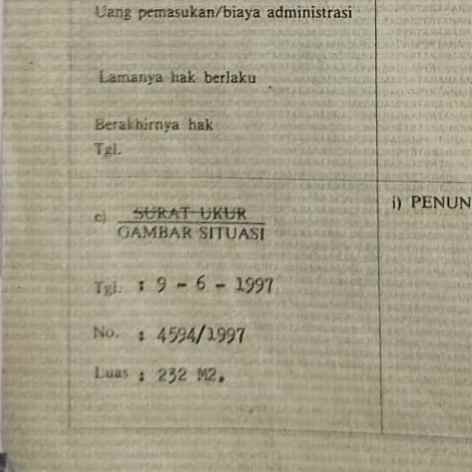 Uang pemasukan/biaya administrasi
Lamanya hak berlaku
Berakhirnya hak
Tgl.
e) SURAT UKUR
GAMBAR SITUASI
i) PENUN
Tgl. : 9 - 6 - 1997
No. : 4594/1997
Luas : 232 M2.